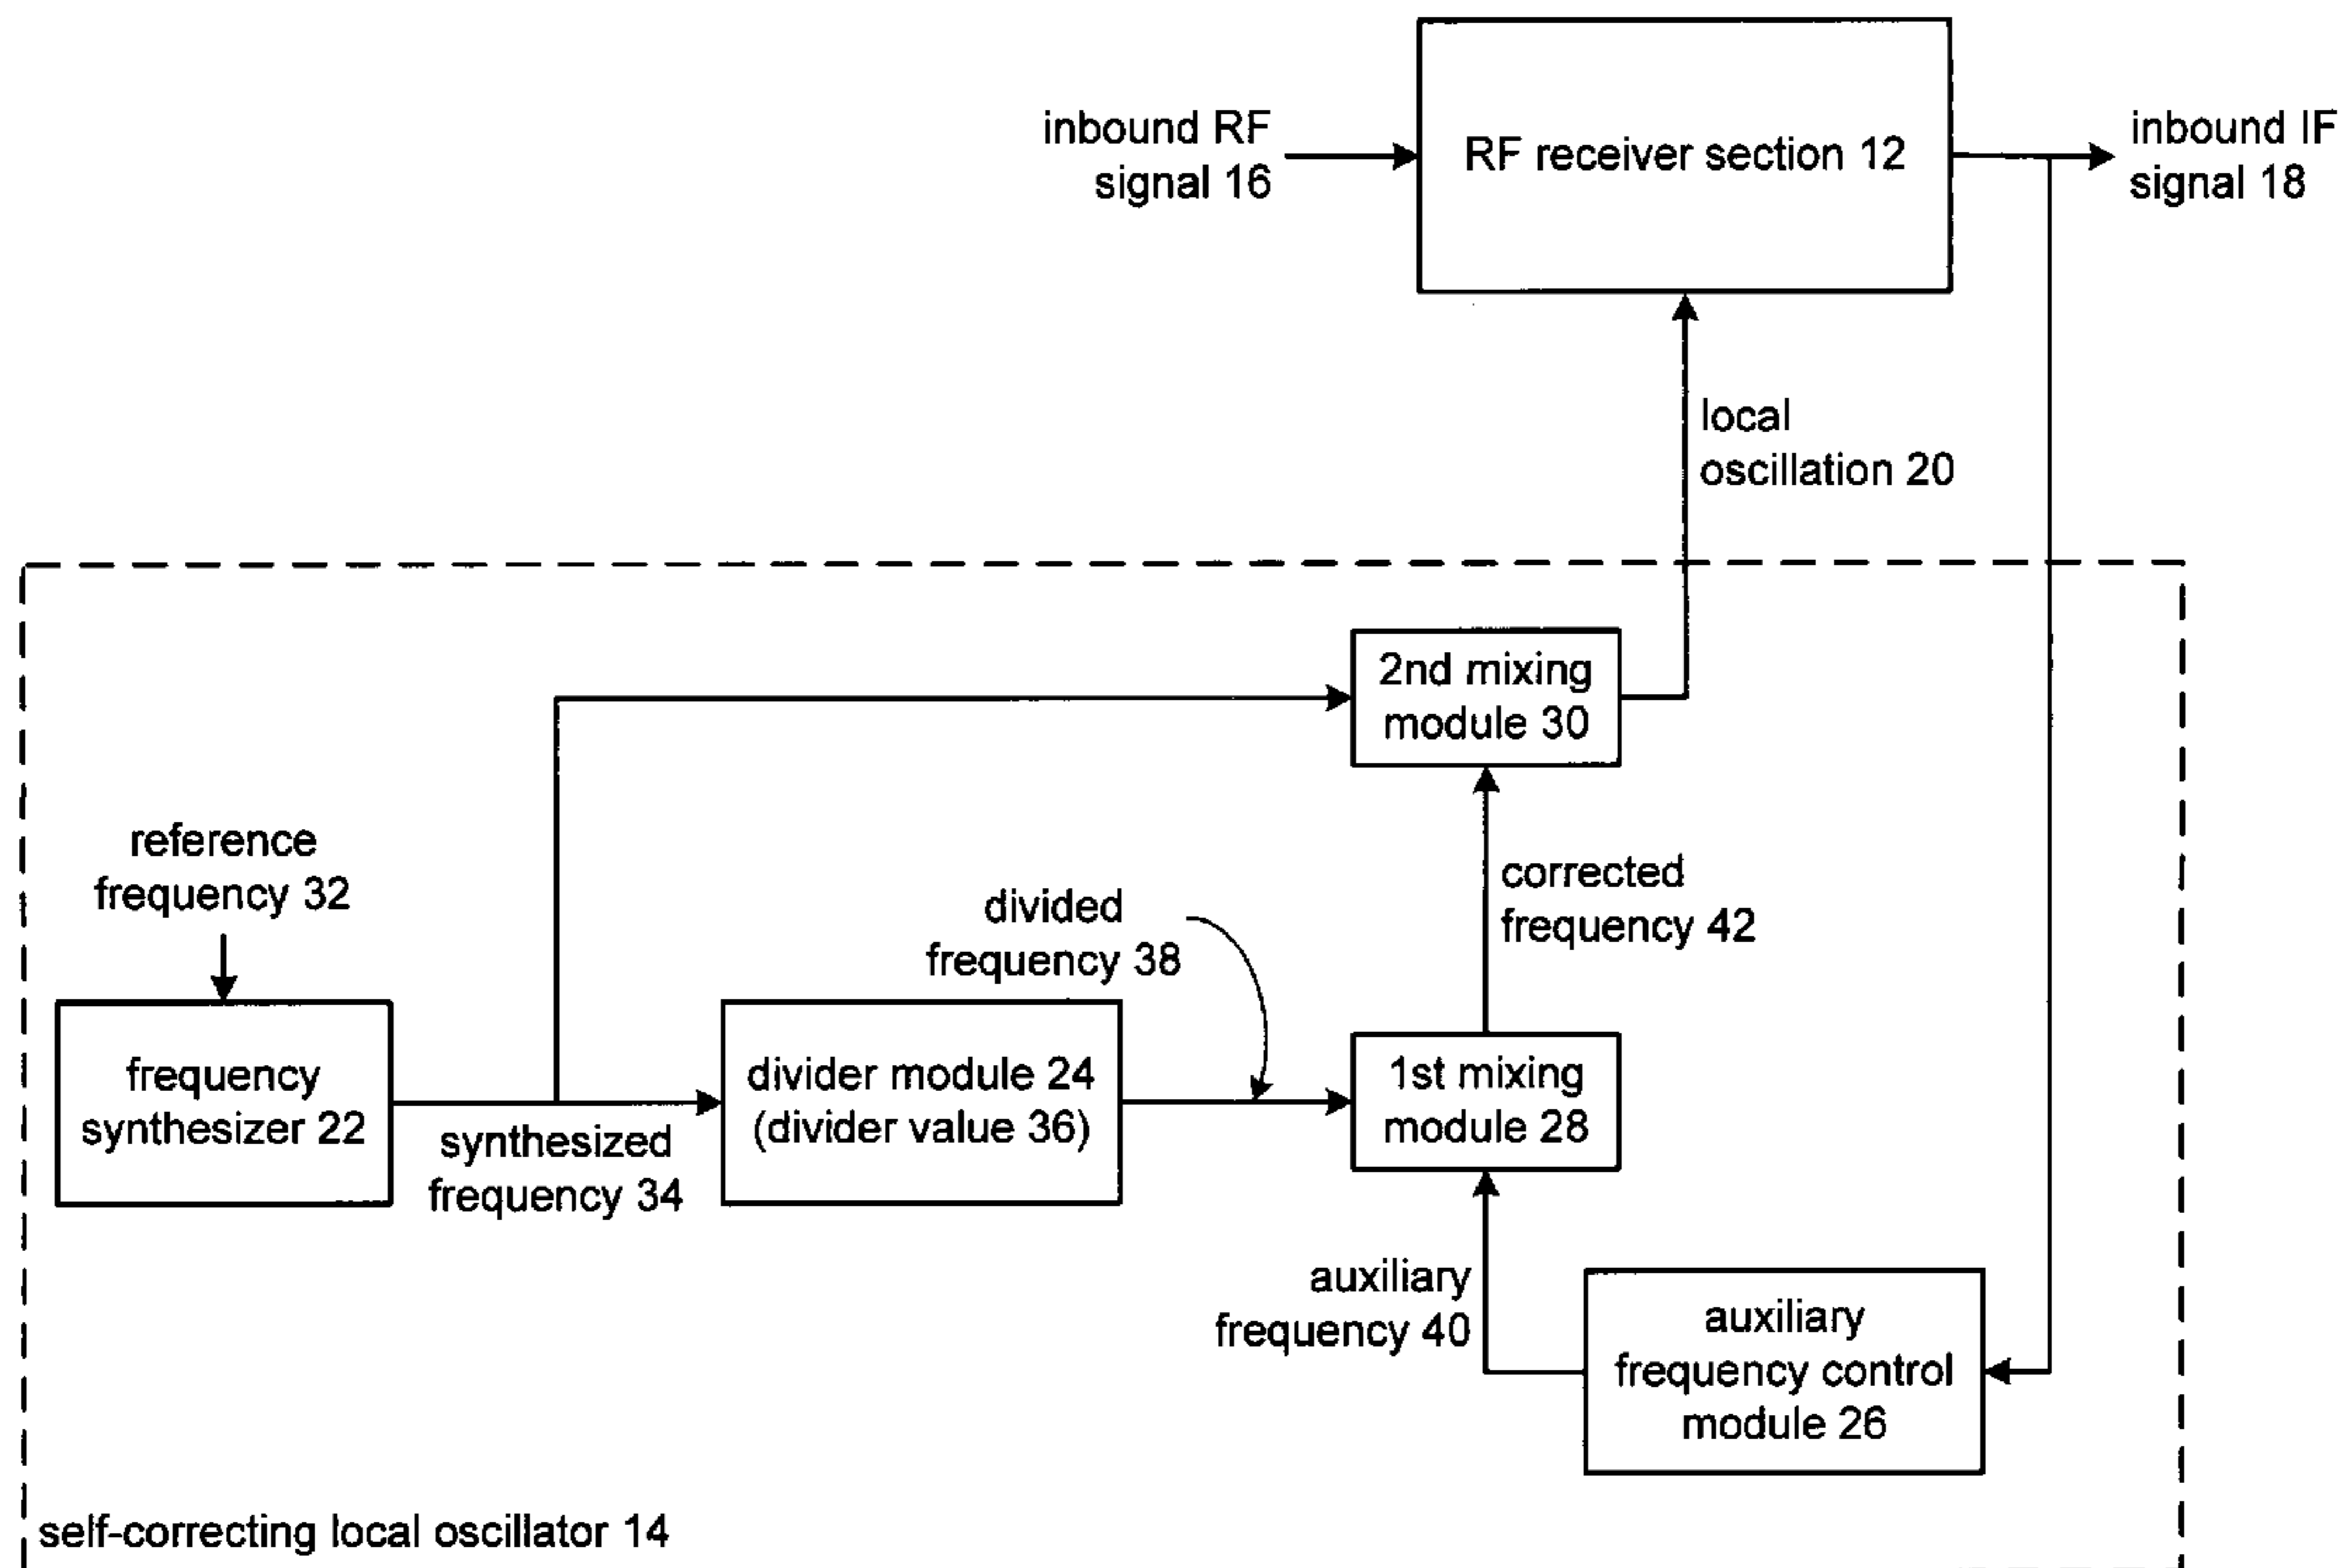 inbound RF
signal 16
RF receiver section 12
inbound IF
signal 18
local
oscillation 20
2nd mixing
module 30
reference
frequency 32
corrected
frequency 42
divided
frequency 38
frequency
synthesizer 22
synthesized
frequency 34
divider module 24
(divider value 36)
1st mixing
module 28
auxiliary
frequency 40
auxiliary
frequency control
module 26
self-correcting local oscillator 14